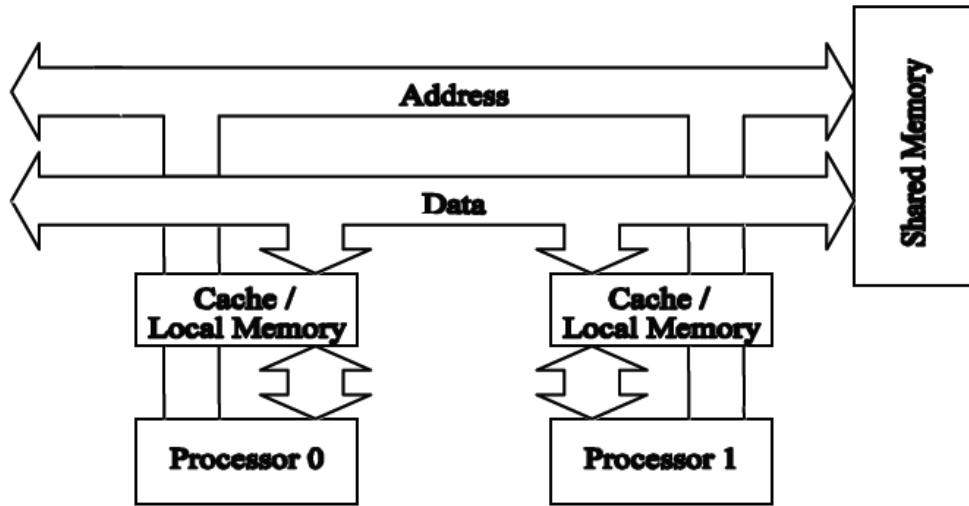 Address
Shared Memory
Data
Cache /
Local Memory
Cache /
Local Memory
Processor 0
Processor 1